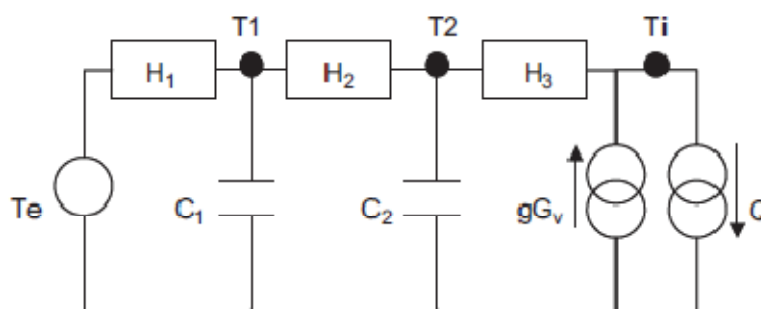 T1 T2 Ti
H₁ H₂ H₃
Te C₁ C₂ gGᵥ